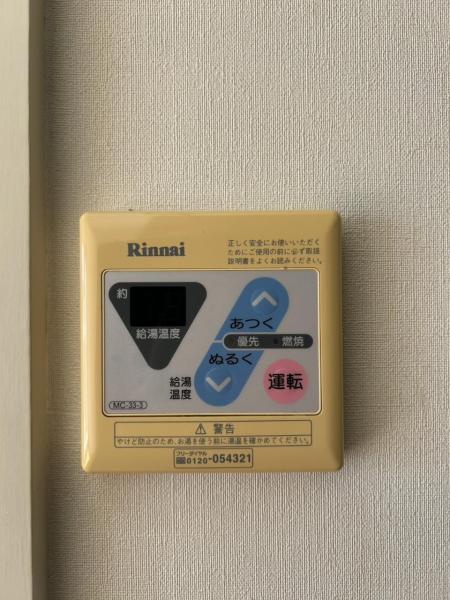 Rinnai
正しく安全にお使いいただく
ためにご使用の前に必ず取扱
説明書をよくお読みください。
約
給湯温度
あつく
優先 燃焼
ぬるく
給湯
温度
運転
MC-33-3
⚠ 警告
やけど防止のため、お湯を使う前に湯温を確かめてください。
フリーダイヤル
0120-054321